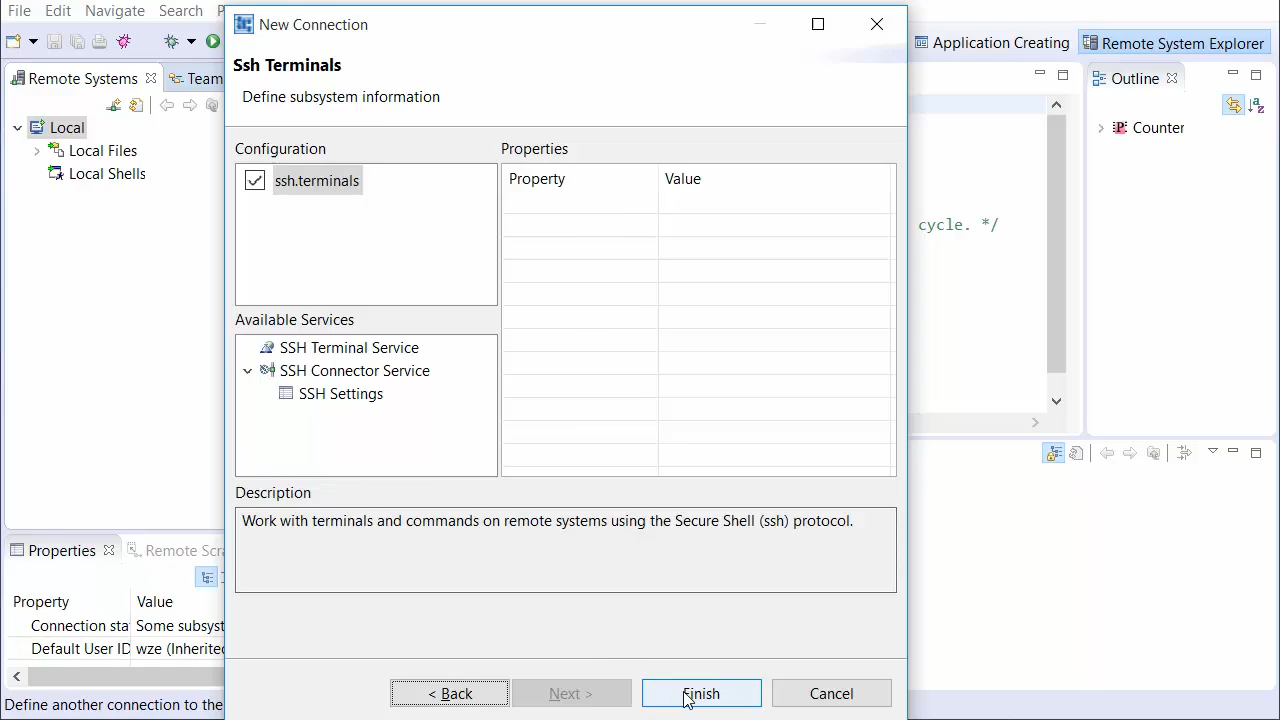 File Edit Navigate Search
New Connection
Application Creating
Remote System Explorer
Ssh Terminals
Define subsystem information
Remote Systems
Team
Outline
Local
Local Files
Local Shells
Counter
cycle. */
Configuration
Properties
ssh.terminals
Property
Value
Available Services
SSH Terminal Service
SSH Connector Service
SSH Settings
Description
Work with terminals and commands on remote systems using the Secure Shell (ssh) protocol.
Properties
Remote Scr
Property Value
Connection sta Some subsyst
Default User ID wze (Inherited
Define another connection to the
< Back
Next >
Finish
Cancel